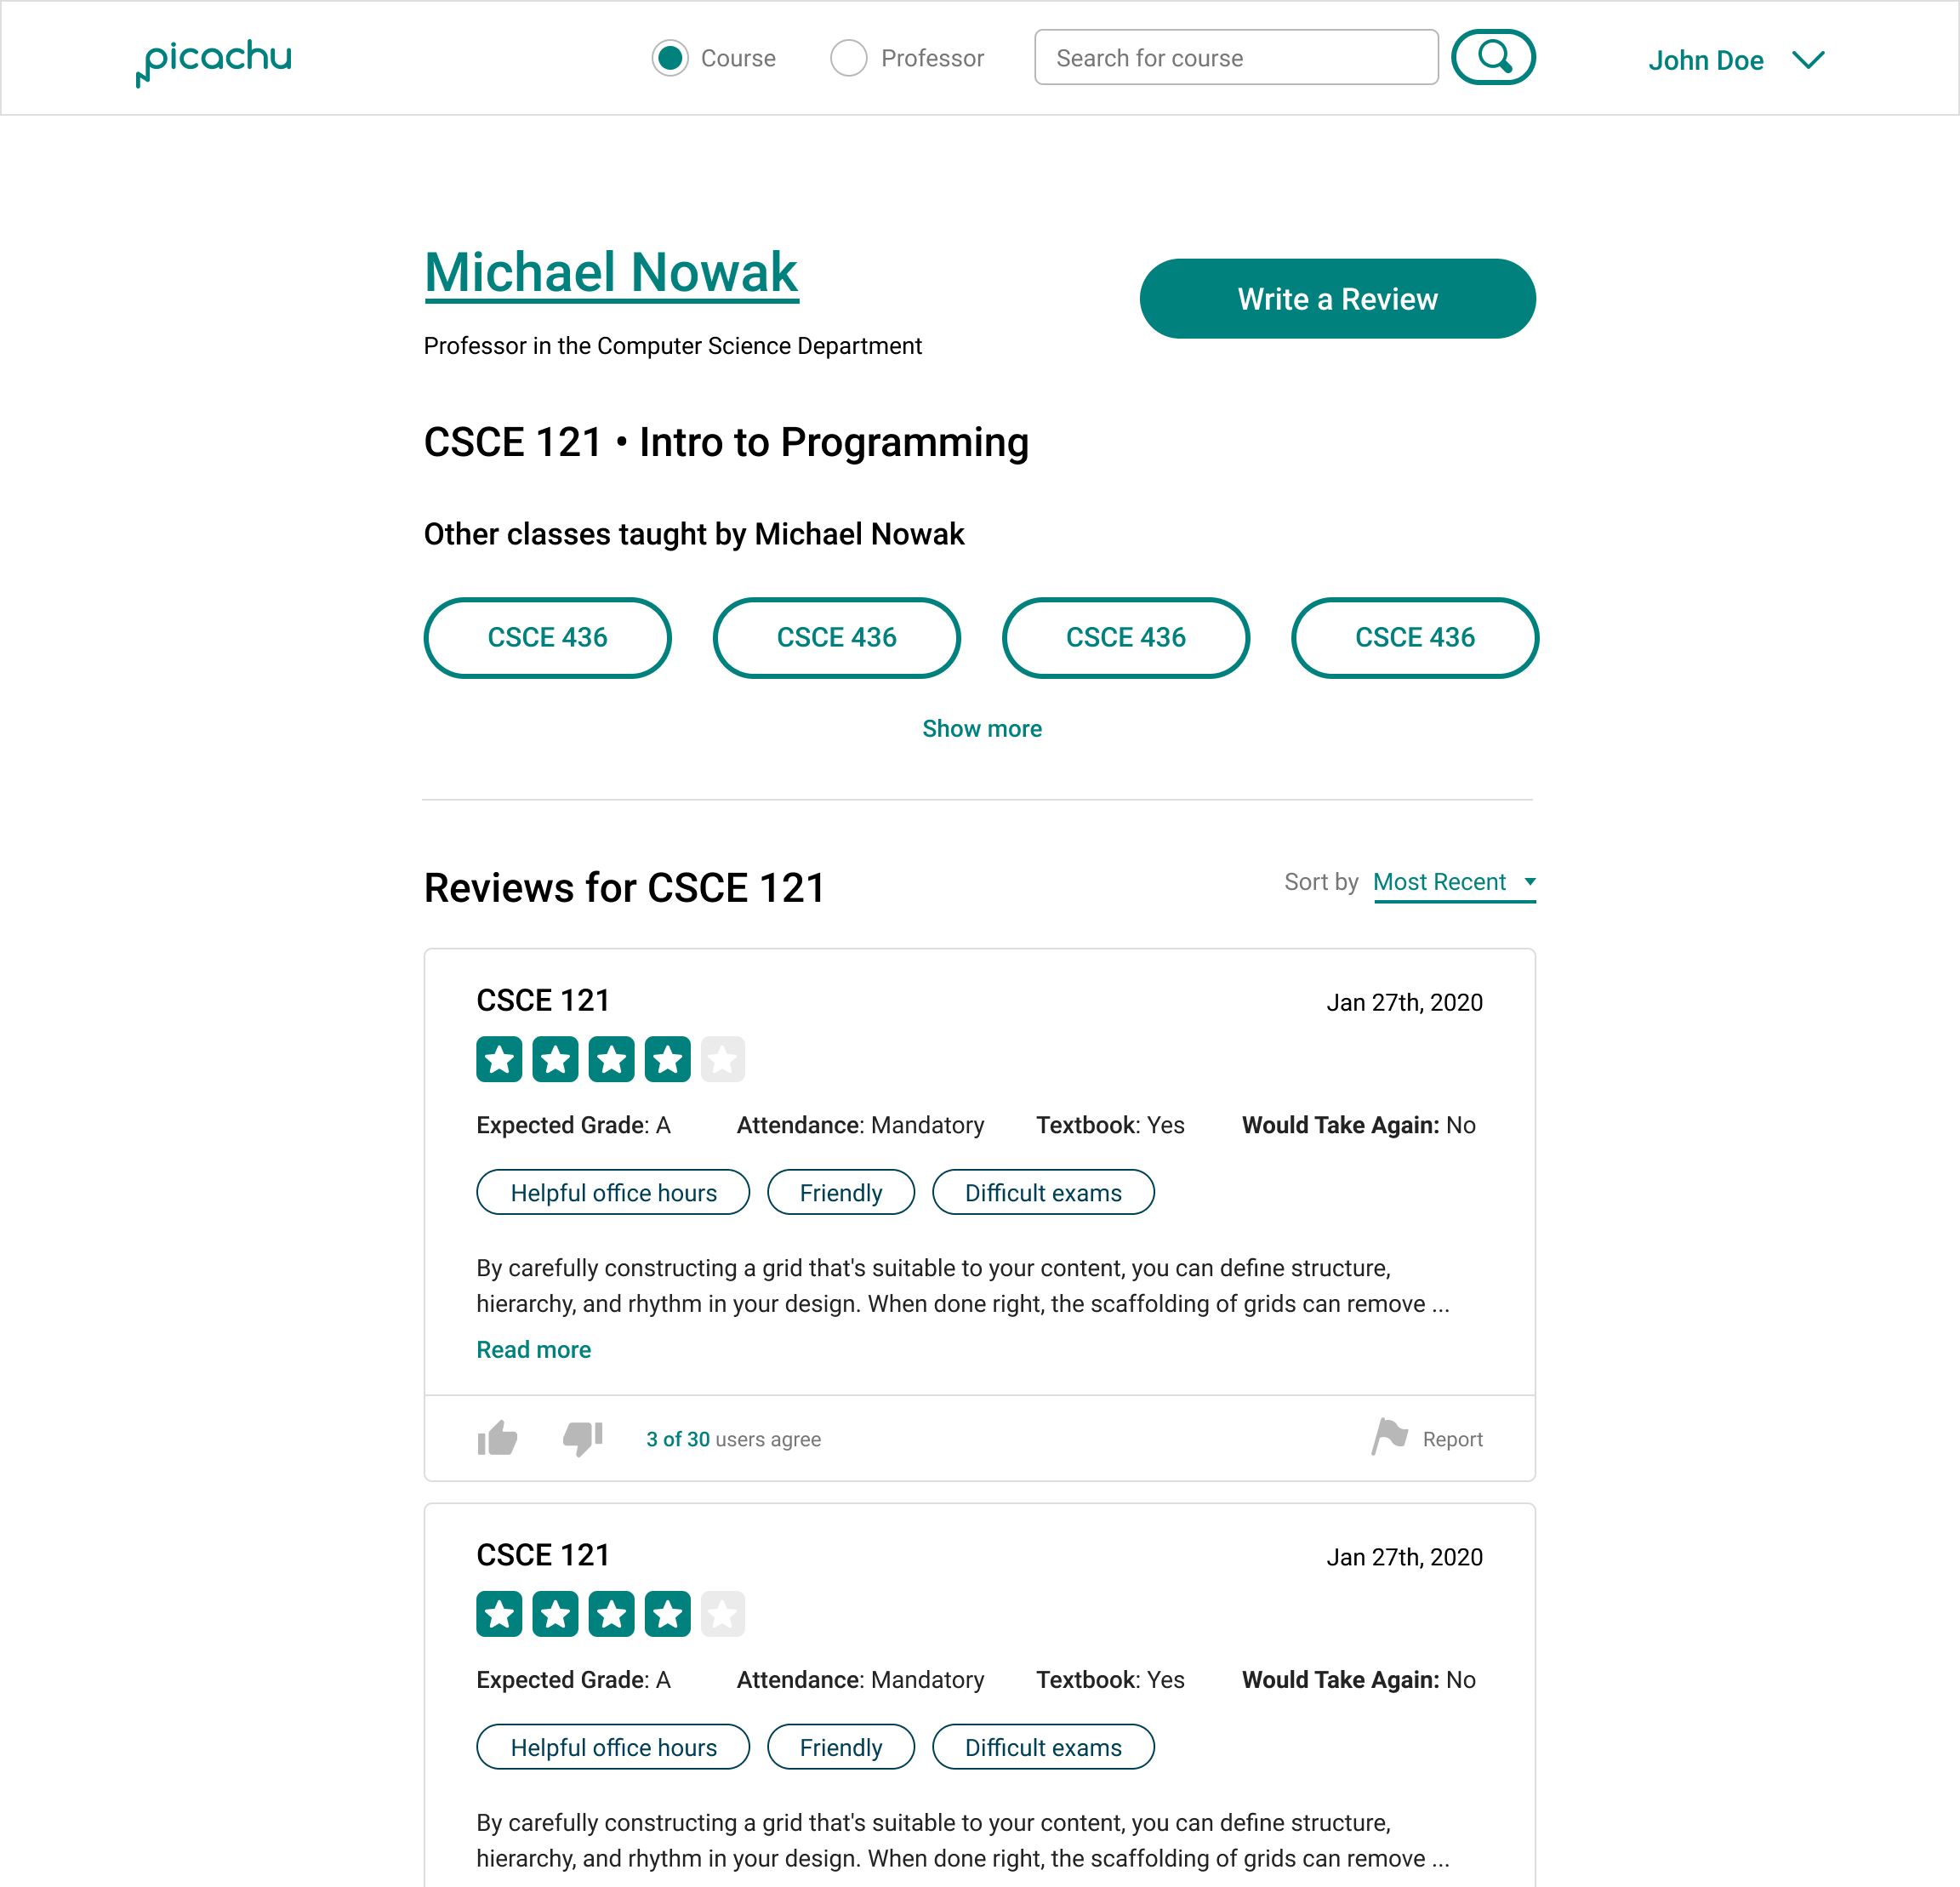 picachu
Course Professor Search for course John Doe
Michael Nowak
Write a Review
Professor in the Computer Science Department
CSCE 121 • Intro to Programming
Other classes taught by Michael Nowak
CSCE 436 CSCE 436 CSCE 436 CSCE 436
Show more
Reviews for CSCE 121
Sort by Most Recent
CSCE 121
Jan 27th, 2020
Expected Grade: A Attendance: Mandatory Textbook: Yes Would Take Again: No
Helpful office hours Friendly Difficult exams
By carefully constructing a grid that's suitable to your content, you can define structure,
hierarchy, and rhythm in your design. When done right, the scaffolding of grids can remove ...
Read more
3 of 30 users agree
Report
CSCE 121
Jan 27th, 2020
Expected Grade: A Attendance: Mandatory Textbook: Yes Would Take Again: No
Helpful office hours Friendly Difficult exams
By carefully constructing a grid that's suitable to your content, you can define structure,
hierarchy, and rhythm in your design. When done right, the scaffolding of grids can remove ...